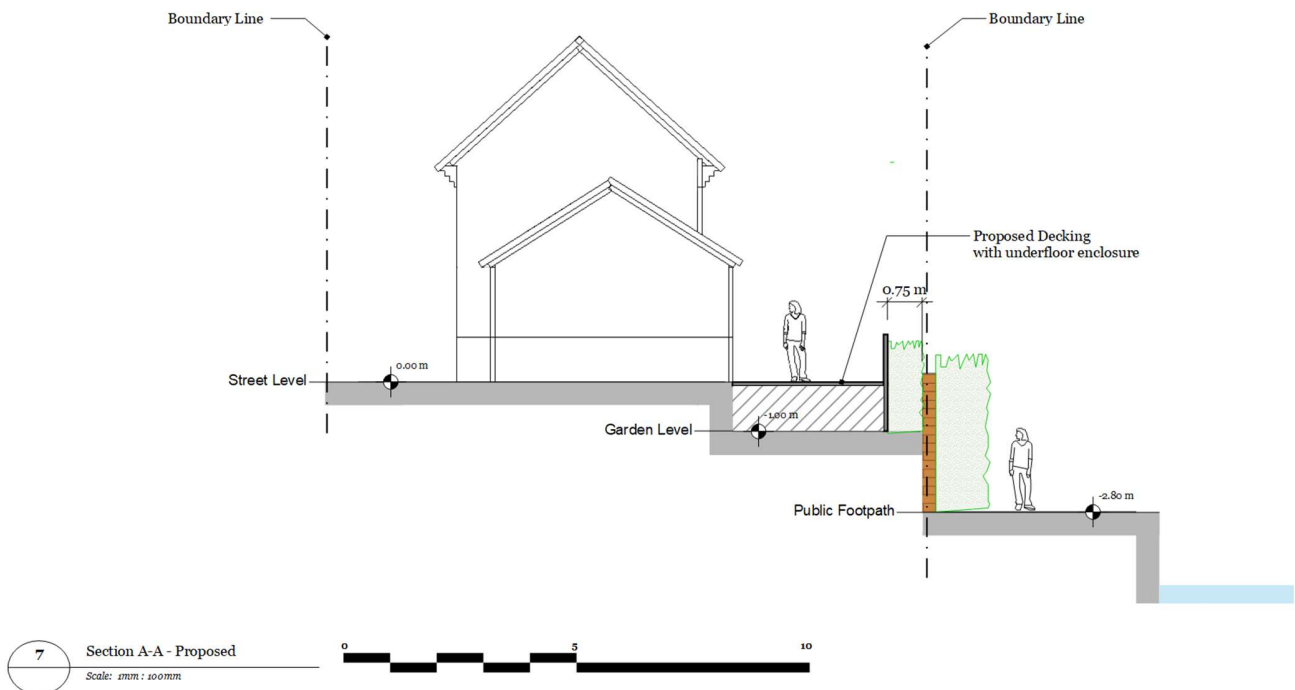 Boundary Line
Boundary Line
Proposed Decking
with underfloor enclosure
0.75 m
0.00 m
Street Level
-1.00 m
Garden Level
-2.80 m
Public Footpath
0 5 10
7 Section A-A - Proposed
Scale: 1mm : 100mm